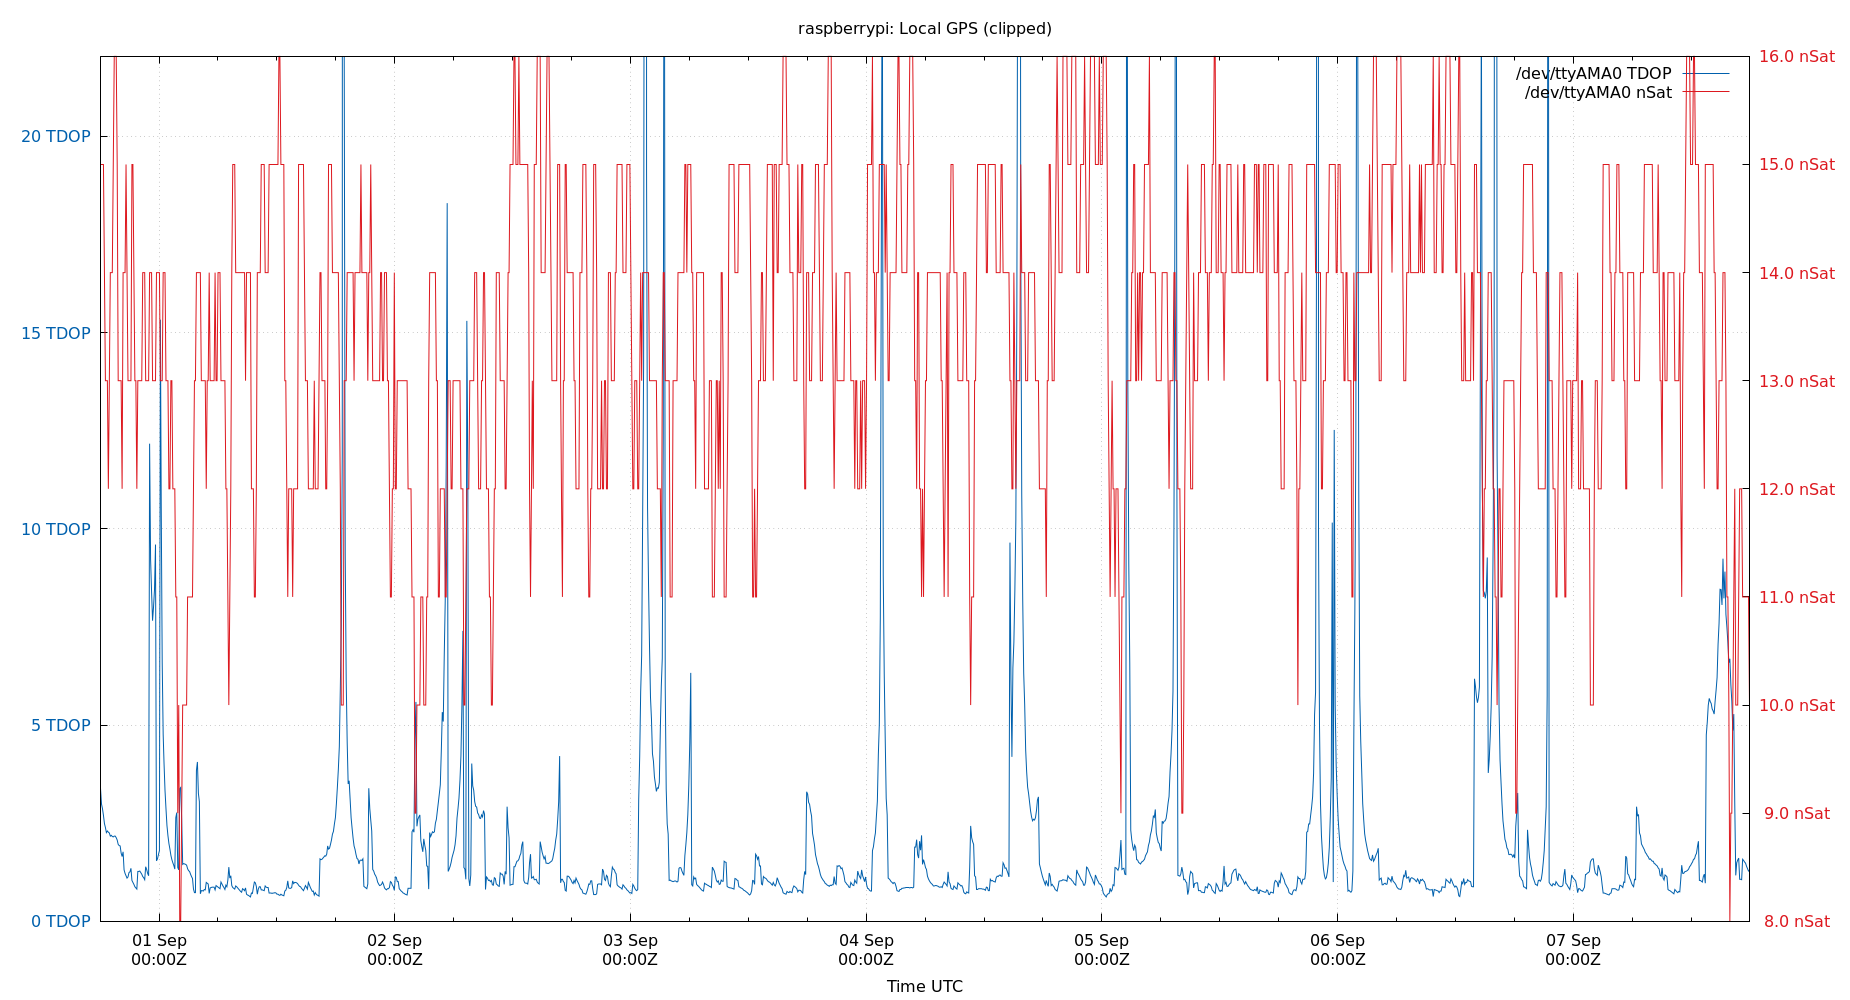 raspberrypi: Local GPS (clipped)
/dev/ttyAMA0 TDOP
/dev/ttyAMA0 nSat
20 TDOP
15 TDOP
10 TDOP
5 TDOP
0 TDOP
16.0 nSat
15.0 nSat
14.0 nSat
13.0 nSat
12.0 nSat
11.0 nSat
10.0 nSat
9.0 nSat
8.0 nSat
01 Sep 02 Sep 03 Sep 04 Sep 05 Sep 06 Sep 07 Sep
00:00Z 00:00Z 00:00Z 00:00Z 00:00Z 00:00Z 00:00Z
Time UTC